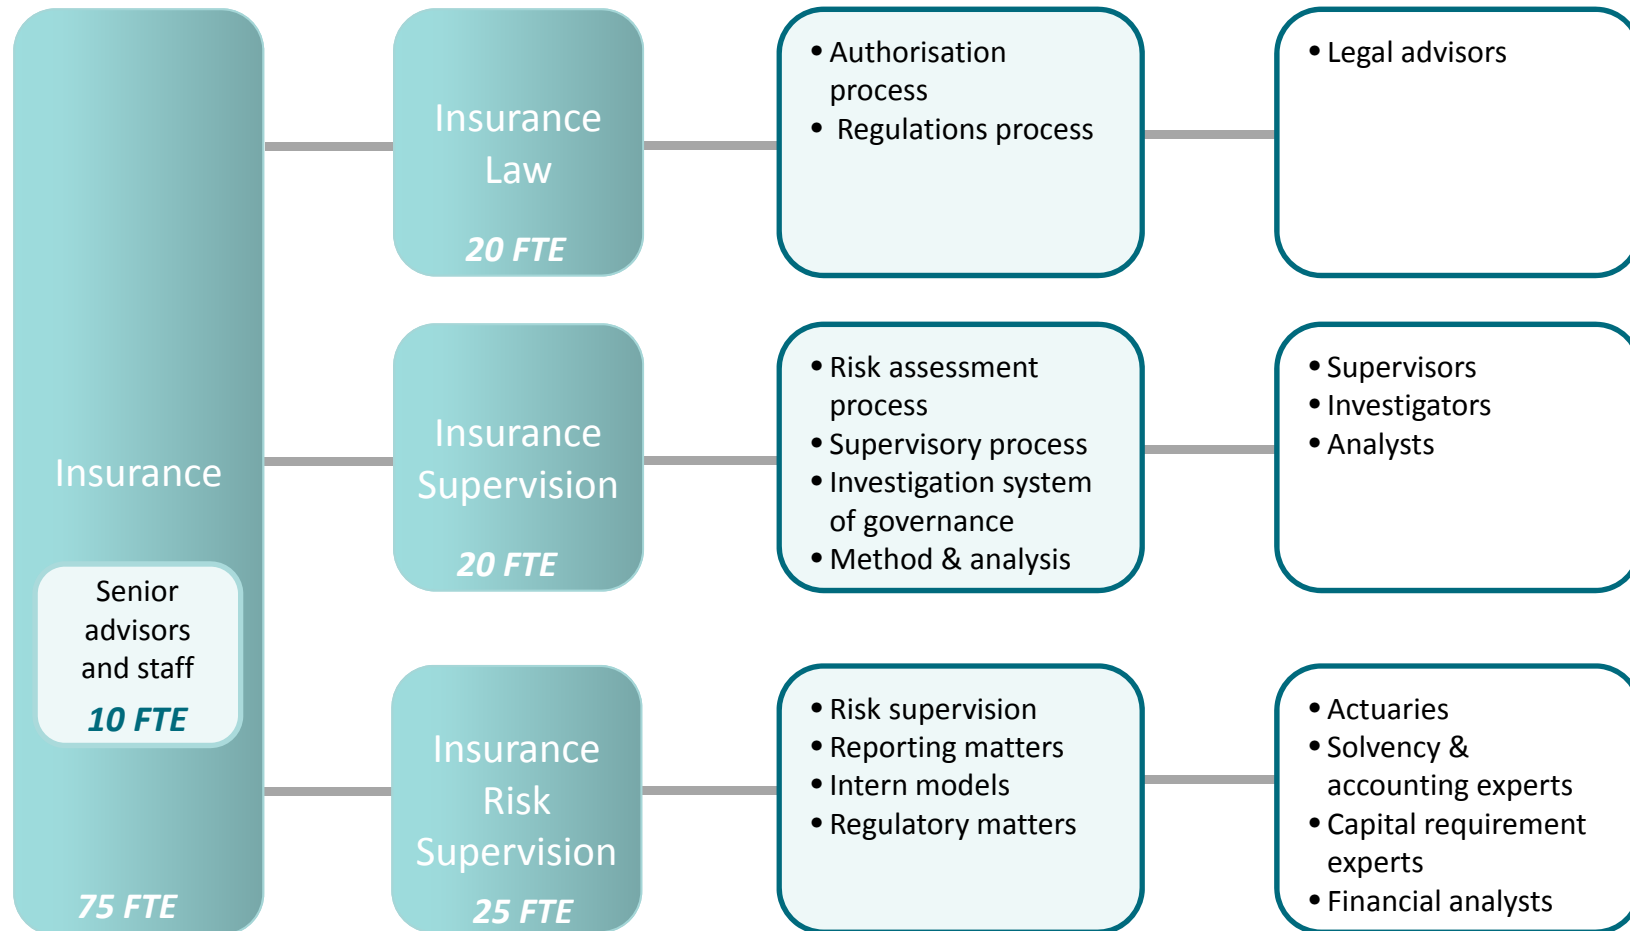 Insurance
Senior
advisors
and staff
10 FTE
75 FTE
Insurance
Law
20 FTE
• Authorisation
process
• Regulations process
• Legal advisors
Insurance
Supervision
20 FTE
• Risk assessment
process
• Supervisory process
• Investigation system
of governance
• Method & analysis
• Supervisors
• Investigators
• Analysts
Insurance
Risk
Supervision
25 FTE
• Risk supervision
• Reporting matters
• Intern models
• Regulatory matters
• Actuaries
• Solvency &
accounting experts
• Capital requirement
experts
• Financial analysts